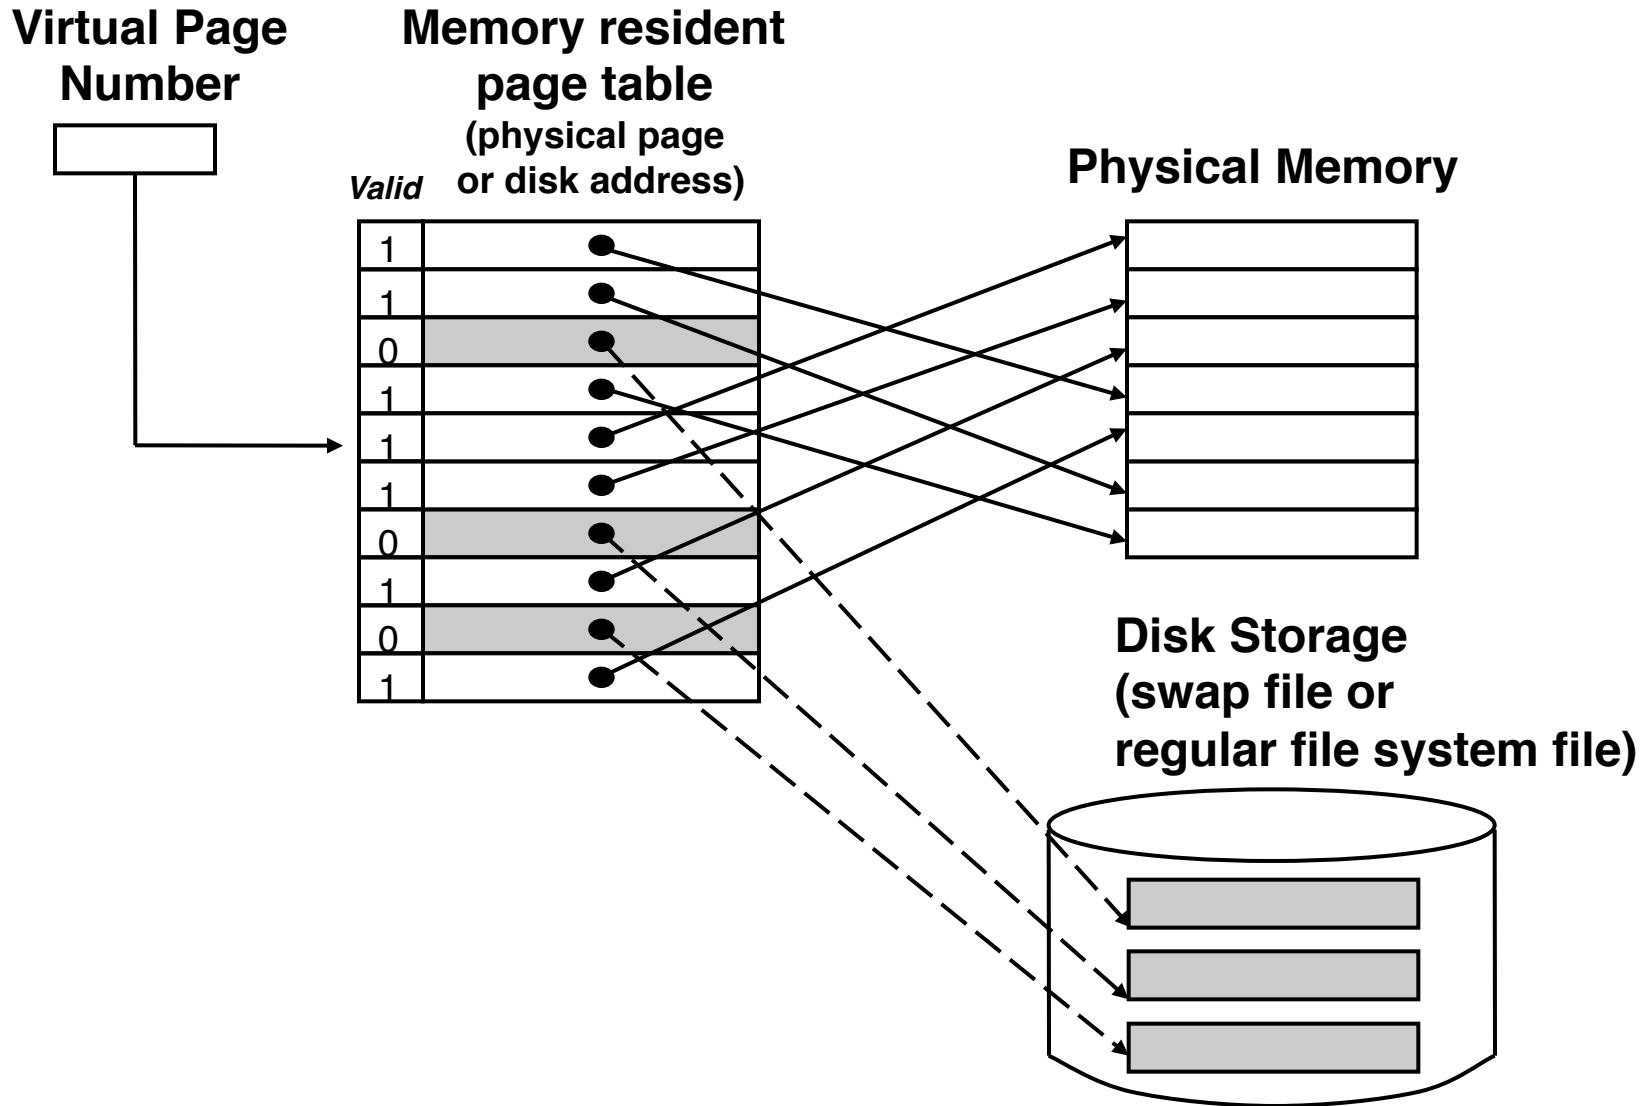 Virtual Page
Number
Memory resident
page table
(physical page
or disk address)
Valid
1
1
0
1
1
1
0
1
0
1
Physical Memory
Disk Storage
(swap file or
regular file system file)